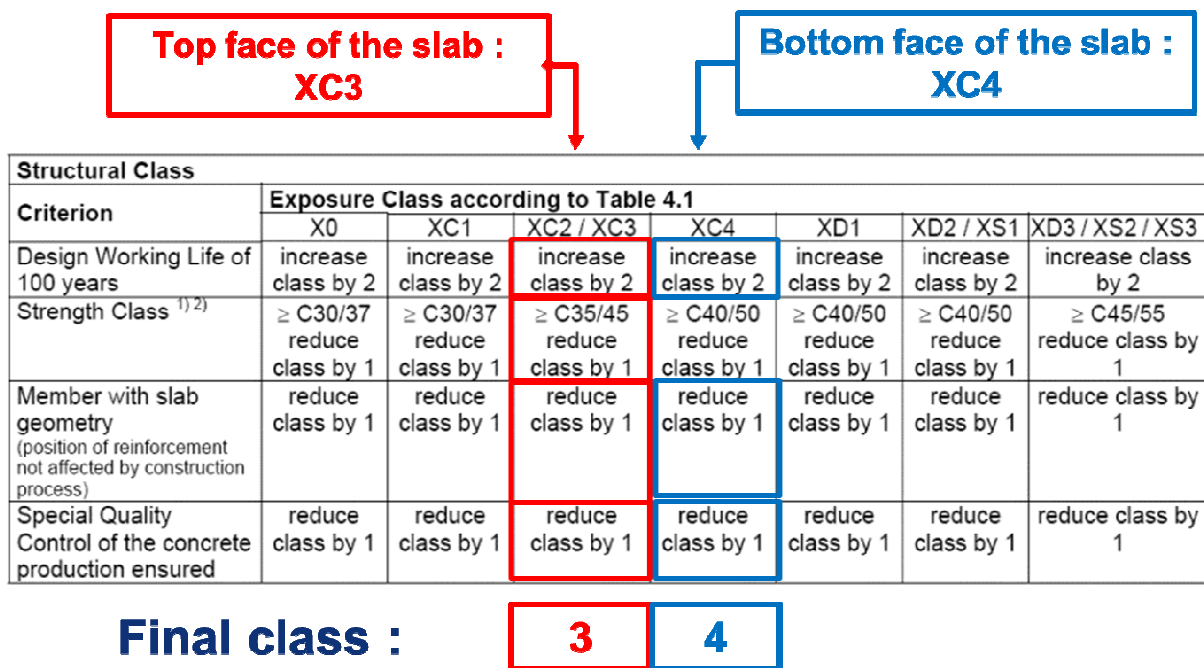 Top face of the slab :
XC3
Bottom face of the slab :
XC4
Structural Class
Criterion
Exposure Class according to Table 4.1
X0 XC1 XC2 / XC3 XC4 XD1 XD2 / XS1 XD3 / XS2 / XS3
Design Working Life of increase increase increase increase increase increase increase class
100 years class by 2 class by 2 class by 2 class by 2 class by 2 class by 2 by 2
Strength Class 1) 2) ≥ C30/37 ≥ C30/37 ≥ C35/45 ≥ C40/50 ≥ C40/50 ≥ C40/50 ≥ C45/55
reduce reduce reduce reduce reduce reduce reduce class by
class by 1 class by 1 class by 1 class by 1 class by 1 class by 1 1
Member with slab reduce reduce reduce reduce reduce reduce reduce class by
geometry class by 1 class by 1 class by 1 class by 1 class by 1 class by 1 1
(position of reinforcement
not affected by construction
process)
Special Quality reduce reduce reduce reduce reduce reduce reduce class by
Control of the concrete class by 1 class by 1 class by 1 class by 1 class by 1 class by 1 1
production ensured
Final class : 3 4